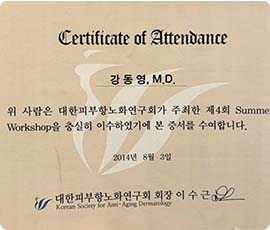 Certificate of Attendance
강 동 영, M.D.
위 사람은 대한피부항노화연구회가 주최한 제4회 Summe
Workshop을 충실히 이수하였기에 본 증서를 수여합니다.
2014년 8월 3일
대한피부항노화연구회 회장 이 수 근
Korean Society for Anti-Aging Dermatology